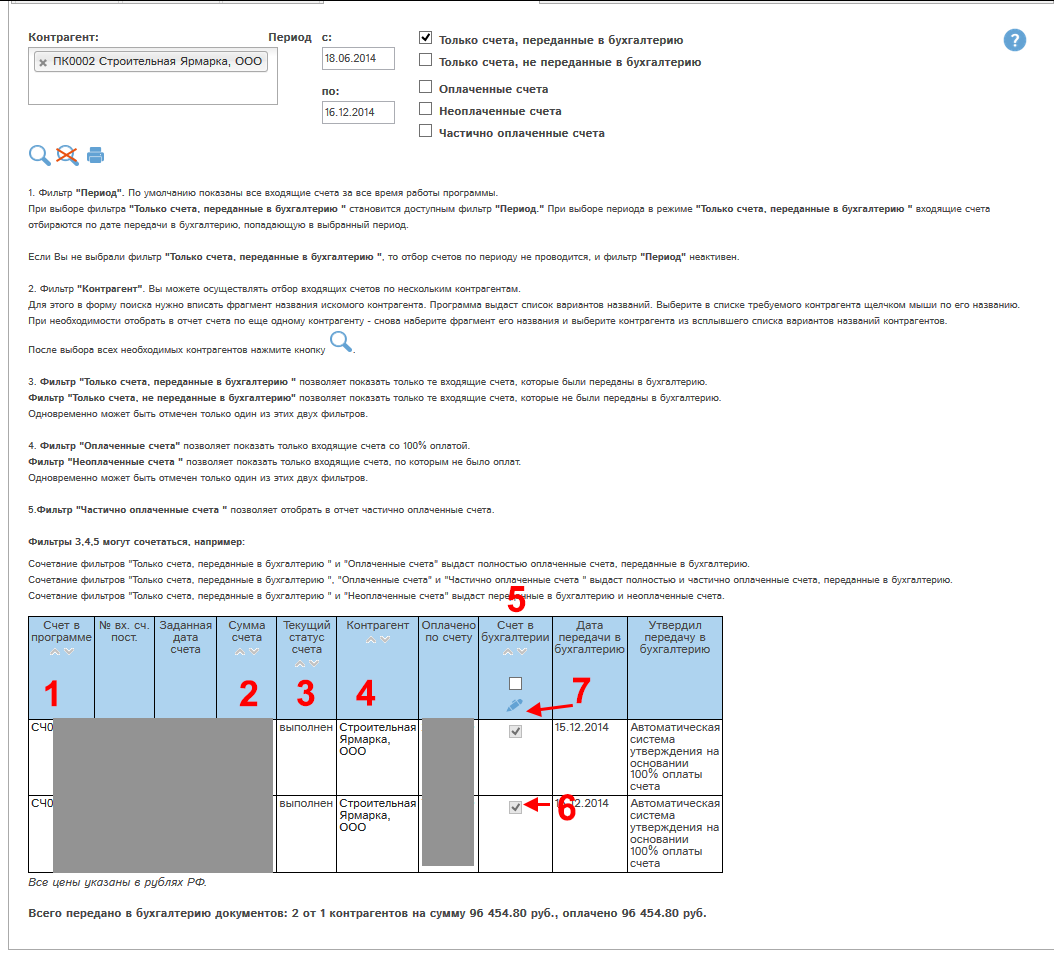 Контрагент:
Период с:
× ПК0002 Строительная Ярмарка, ООО
18.06.2014
по:
16.12.2014
Только счета, переданные в бухгалтерию
Только счета, не переданные в бухгалтерию
Оплаченные счета
Неоплаченные счета
Частично оплаченные счета
?
1. Фильтр "Период". По умолчанию показаны все входящие счета за все время работы программы.
При выборе фильтра "Только счета, переданные в бухгалтерию " становится доступным фильтр "Период." При выборе периода в режиме "Только счета, переданные в бухгалтерию " входящие счета
отбираются по дате передачи в бухгалтерию, попадающую в выбранный период.
Если Вы не выбрали фильтр "Только счета, переданные в бухгалтерию ", то отбор счетов по периоду не проводится, и фильтр "Период" неактивен.
2. Фильтр "Контрагент". Вы можете осуществлять отбор входящих счетов по нескольким контрагентам.
Для этого в форму поиска нужно вписать фрагмент названия искомого контрагента. Программа выдаст список вариантов названий. Выберите в списке требуемого контрагента щелчком мыши по его названию.
При необходимости отобрать в отчет счета по еще одному контрагенту - снова наберите фрагмент его названия и выберите контрагента из всплывшего списка вариантов названий контрагентов.
После выбора всех необходимых контрагентов нажмите кнопку .
3. Фильтр "Только счета, переданные в бухгалтерию " позволяет показать только те входящие счета, которые были переданы в бухгалтерию.
Фильтр "Только счета, не переданные в бухгалтерию" позволяет показать только те входящие счета, которые не были переданы в бухгалтерию.
Одновременно может быть отмечен только один из этих двух фильтров.
4. Фильтр "Оплаченные счета" позволяет показать только входящие счета со 100% оплатой.
Фильтр "Неоплаченные счета " позволяет показать только входящие счета, по которым не было оплат.
Одновременно может быть отмечен только один из этих двух фильтров.
5.Фильтр "Частично оплаченные счета " позволяет отобрать в отчет частично оплаченные счета.
Фильтры 3,4,5 могут сочетаться, например:
Сочетание фильтров "Только счета, переданные в бухгалтерию " и "Оплаченные счета" выдаст полностью оплаченные счета, переданные в бухгалтерию.
Сочетание фильтров "Только счета, переданные в бухгалтерию ", "Оплаченные счета" и "Частично оплаченные счета " выдаст полностью и частично оплаченные счета, переданные в бухгалтерию.
Сочетание фильтров "Только счета, переданные в бухгалтерию " и "Неоплаченные счета" выдаст переданные в бухгалтерию и неоплаченные счета.
5
Счет в
программе
№ вх. сч.
пост.
Заданная
дата
счета
Сумма
счета
Текущий
статус
счета
Контрагент
Оплачено
по счету
Счет в
бухгалтерии
Дата
передачи в
бухгалтерию
Утвердил
передачу в
бухгалтерию
1
2
3
4
7
СЧ0
выполнен
Строительная
Ярмарка,
ООО
15.12.2014
Автоматическая
система
утверждения на
основании
100% оплаты
счета
СЧ0
выполнен
Строительная
Ярмарка,
ООО
6
.12.2014
Автоматическая
система
утверждения на
основании
100% оплаты
счета
Все цены указаны в рублях РФ.
Всего передано в бухгалтерию документов: 2 от 1 контрагентов на сумму 96 454.80 руб., оплачено 96 454.80 руб.